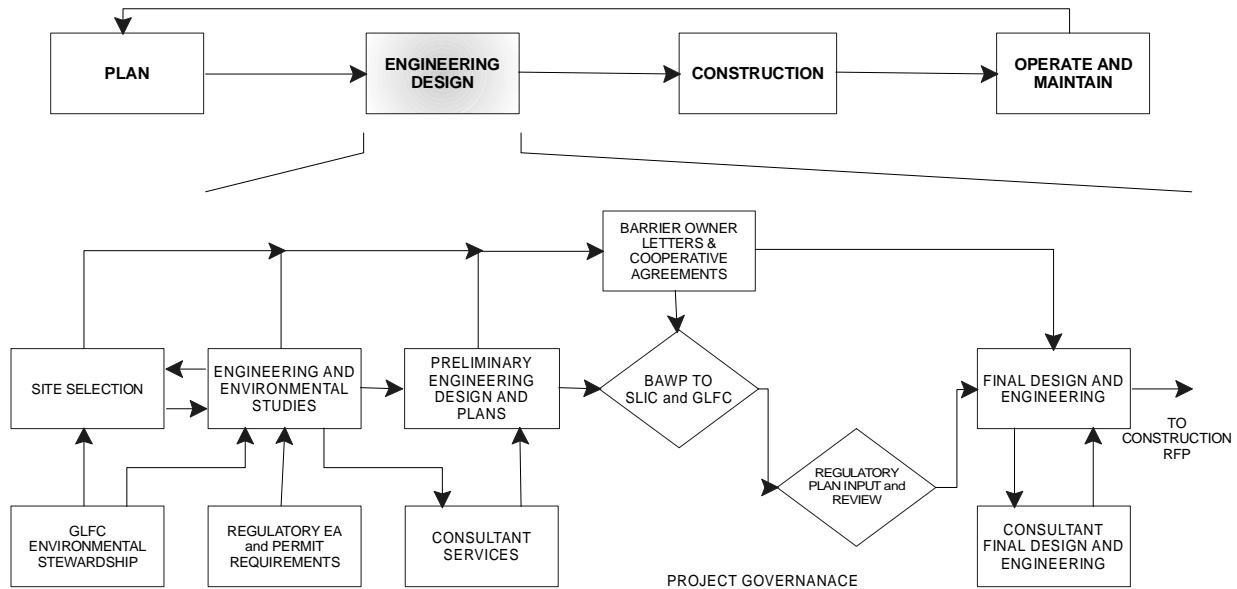 PLAN
ENGINEERING
DESIGN
CONSTRUCTION
OPERATE AND
MAINTAIN
BARRIER OWNER
LETTERS &
COOPERATIVE
AGREEMENTS
SITE SELECTION
ENGINEERING AND
ENVIRONMENTAL
STUDIES
PRELIMINARY
ENGINEERING
DESIGN AND
PLANS
BAWP TO
SLIC and GLFC
FINAL DESIGN AND
ENGINEERING
TO
CONSTRUCTION
RFP
REGULATORY
PLAN INPUT and
REVIEW
GLFC
ENVIRONMENTAL
STEWARDSHIP
REGULATORY EA
and PERMIT
REQUIREMENTS
CONSULTANT
SERVICES
CONSULTANT
FINAL DESIGN AND
ENGINEERING
PROJECT GOVERNANACE